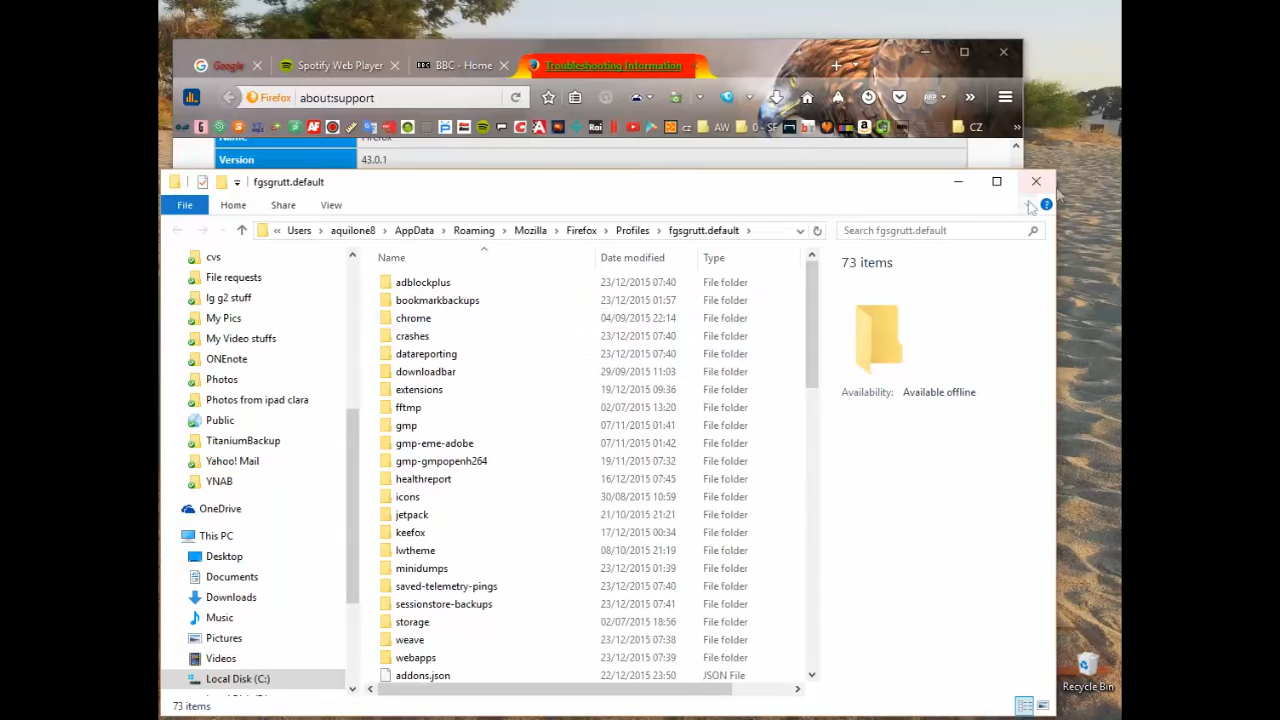 Google
Spotify Web Player
BBC - Home
Troubleshooting Information
Firefox
about:support
cz
AW
0 - SF
CZ
Name
Firefox
Version
43.0.1
fgsgrutt.default
File
Home
Share
View
Users
aquilone8
AppData
Roaming
Mozilla
Firefox
Profiles
fgsgrutt.default
Search fgsgrutt.default
cvs
File requests
lg g2 stuff
My Pics
My Video stuffs
ONEnote
Photos
Photos from ipad clara
Public
TitaniumBackup
Yahoo! Mail
YNAB
OneDrive
This PC
Desktop
Documents
Downloads
Music
Pictures
Videos
Local Disk (C:)
Name Date modified Type
adblockplus 23/12/2015 07:40 File folder
bookmarkbackups 23/12/2015 01:57 File folder
chrome 04/09/2015 22:14 File folder
crashes 23/12/2015 07:40 File folder
datareporting 23/12/2015 07:40 File folder
downloadbar 29/09/2015 11:03 File folder
extensions 19/12/2015 09:36 File folder
fftmp 02/07/2015 13:20 File folder
gmp 07/11/2015 01:41 File folder
gmp-eme-adobe 07/11/2015 01:42 File folder
gmp-gmpopenh264 19/11/2015 07:32 File folder
healthreport 16/12/2015 07:45 File folder
icons 30/08/2015 10:59 File folder
jetpack 21/10/2015 21:21 File folder
keefox 17/12/2015 00:34 File folder
lwtheme 08/10/2015 21:19 File folder
minidumps 23/12/2015 01:39 File folder
saved-telemetry-pings 23/12/2015 07:40 File folder
sessionstore-backups 23/12/2015 07:41 File folder
storage 02/07/2015 18:56 File folder
weave 23/12/2015 07:38 File folder
webapps 23/12/2015 07:39 File folder
addons.json 22/12/2015 23:50 JSON File
73 items
Availability: Available offline
73 items
Recycle Bin